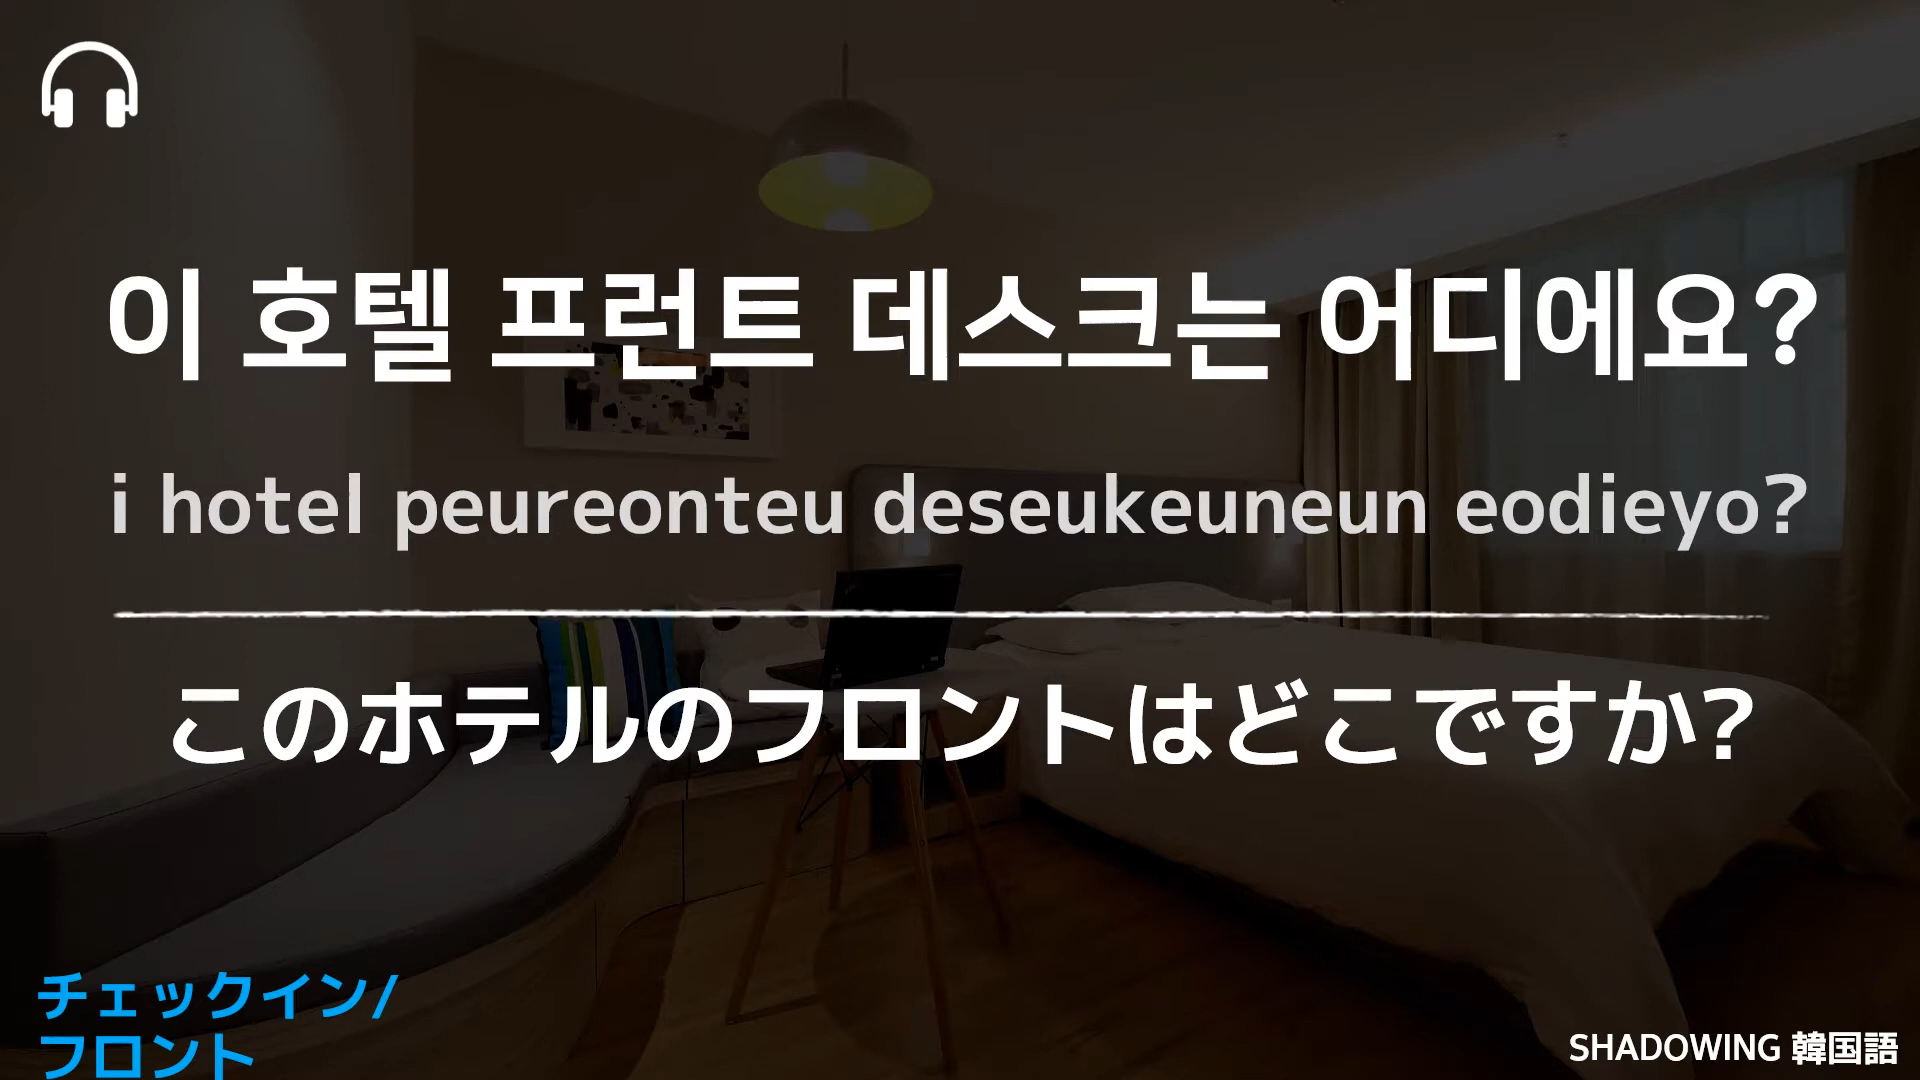 이 호텔 프런트 데스크는 어디에요?
i hotel peureonteu deseukeuneun eodieyo?
このホテルのフロントはどこですか?
チェックイン/
フロント
SHADOWING 韓国語